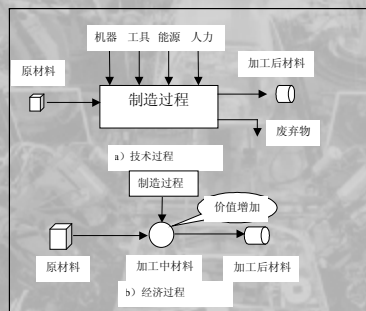 机器 工具 能源 人力
原材料
加工后材料
制造过程
废弃物
a）技术过程
制造过程
价值增加
原材料
加工中材料
加工后材料
b）经济过程